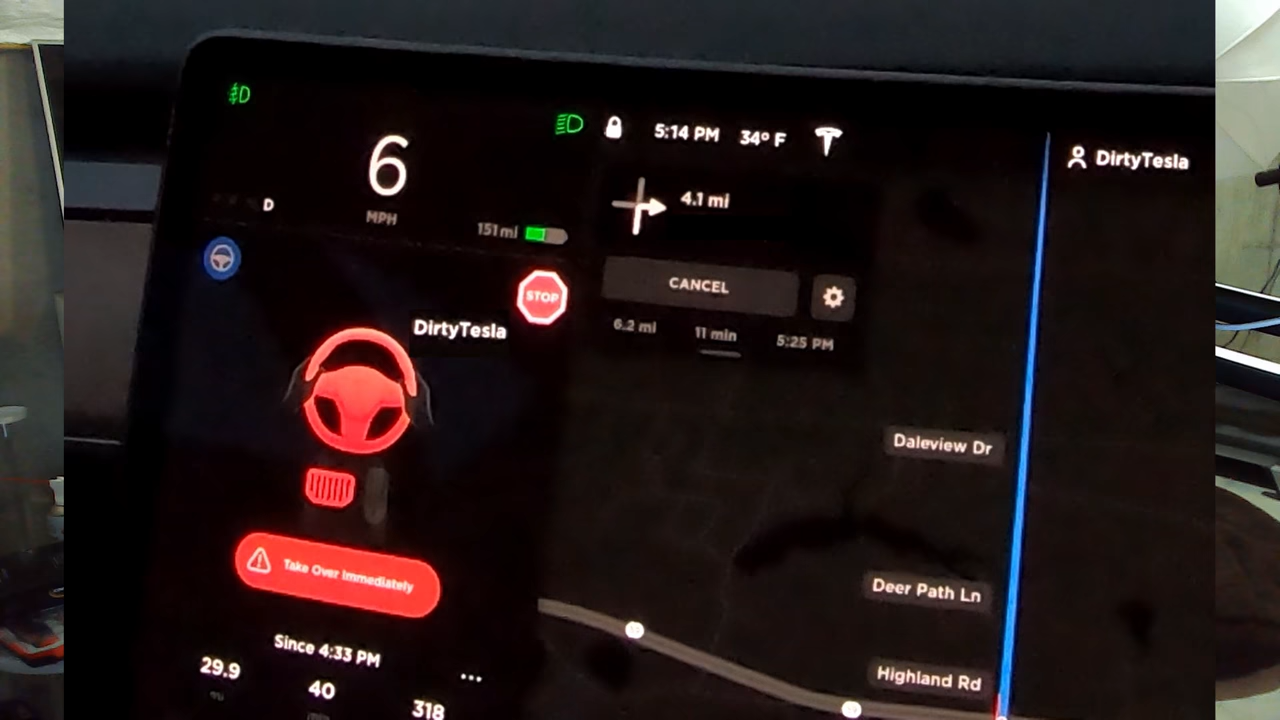 6
MPH
D
151 mi
STOP
DirtyTesla
Take Over Immediately
Since 4:33 PM
29.9
40
318
...
5:14 PM
34° F
4.1 mi
CANCEL
6.2 mi
11 min
5:25 PM
DirtyTesla
Daleview Dr
Deer Path Ln
Highland Rd